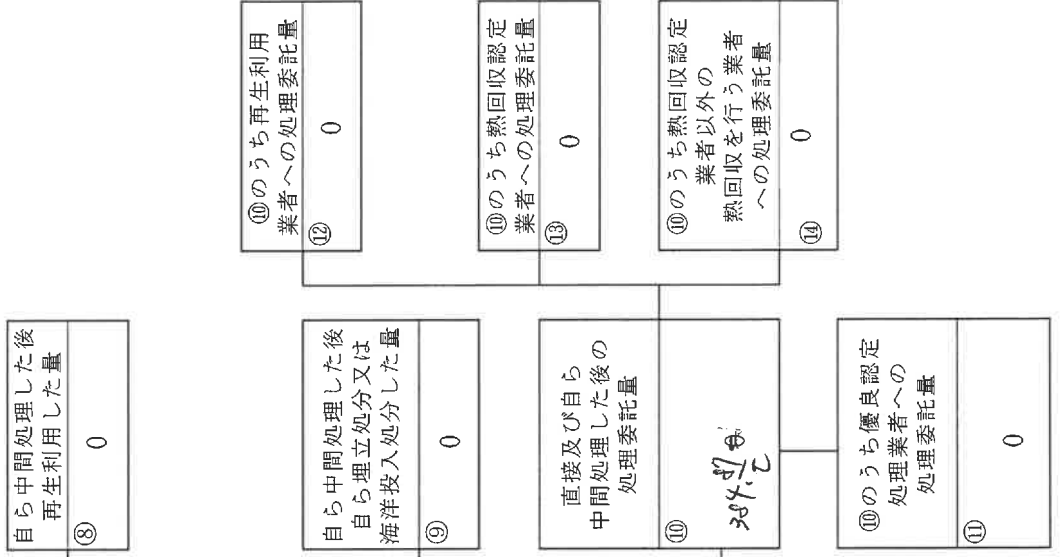 自ら中間処理した後
再生利用した量
⑧
0
自ら中間処理した後
自ら埋立処分又は
海洋投入処分した量
⑨
0
直接及び自ら
中間処理した後の
処理委託量
⑩
⑩のうち優良認定
処理業者への
処理委託量
⑪
0
⑩のうち再生利用
業者への処理委託量
⑫
0
⑩のうち熱回収認定
業者への処理委託量
⑬
0
⑩のうち熱回収認定
業者以外の
熱回収を行う業者
への処理委託量
⑭
0